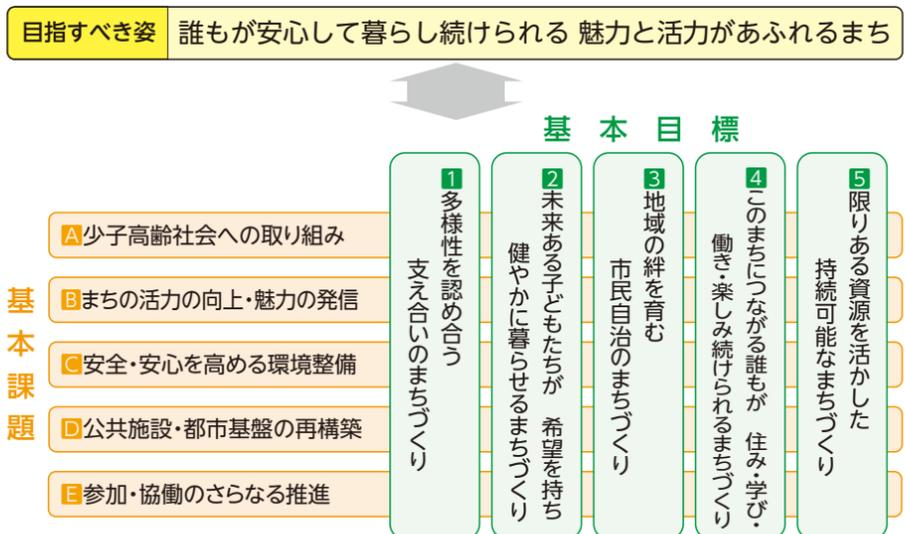 目指すべき姿 誰もが安心して暮らし続けられる 魅力と活力があふれるまち
基本目標
1 多様性を認め合う
支え合いのまちづくり
2 未来ある子どもたちが 希望を持ち
健やかに暮らせるまちづくり
3 地域の絆を育む
市民自治のまちづくり
4 このまちにつながる誰もが 住み・学び・
働き・楽しみ続けられるまちづくり
5 限りある資源を活かした
持続可能なまちづくり
基本課題
A 少子高齢社会への取り組み
B まちの活力の向上・魅力の発信
C 安全・安心を高める環境整備
D 公共施設・都市基盤の再構築
E 参加・協働のさらなる推進